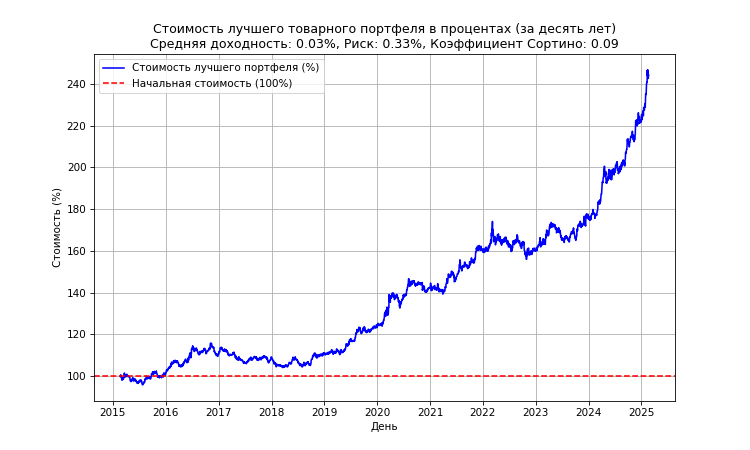 Стоимость лучшего товарного портфеля в процентах (за десять лет)
Средняя доходность: 0.03%, Риск: 0.33%, Коэффициент Сортино: 0.09
Стоимость лучшего портфеля (%)
Начальная стоимость (100%)
Стоимость (%)
240
220
200
180
160
140
120
100
2015 2016 2017 2018 2019 2020 2021 2022 2023 2024 2025
День